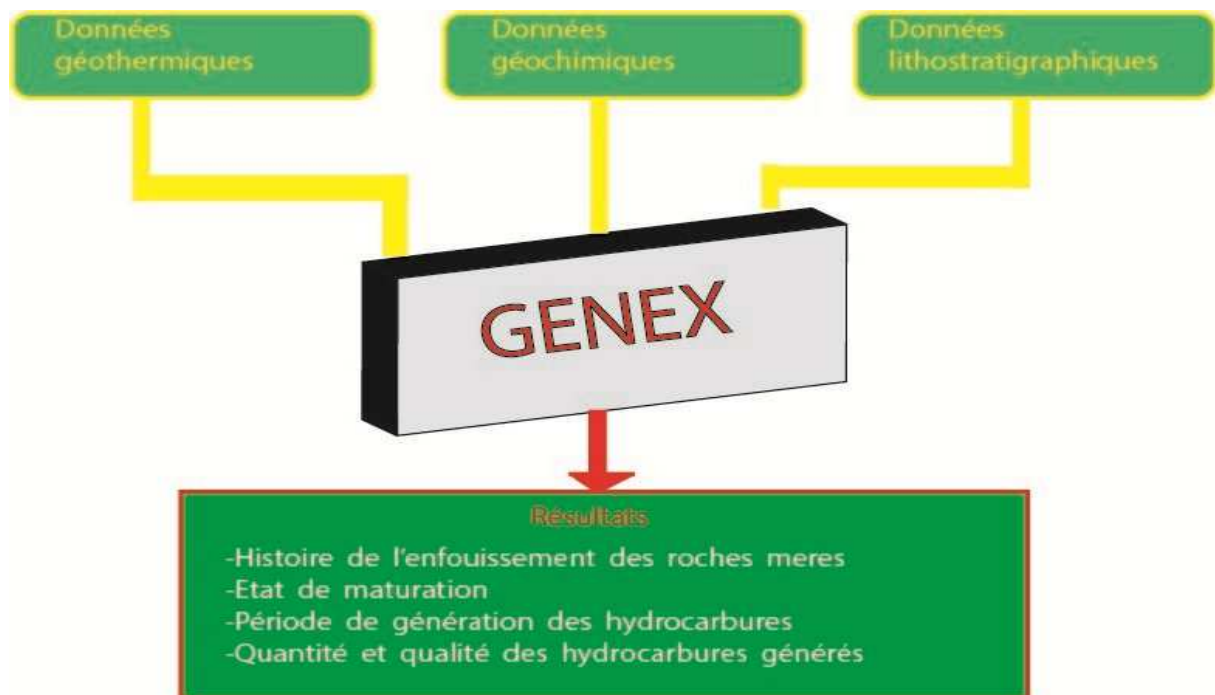 Données
géothermiques
Données
géochimiques
Données
lithostratigraphiques
GENEX
Résultats
-Histoire de l'enfouissement des roches meres
-Etat de maturation
-Période de génération des hydrocarbures
-Quantité et qualité des hydrocarbures générés